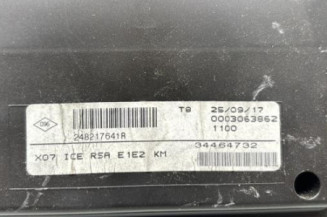 T8 25/09/17
0003063862
248217641R 1100
34464732
X07 ICE RSA E1E2 KM